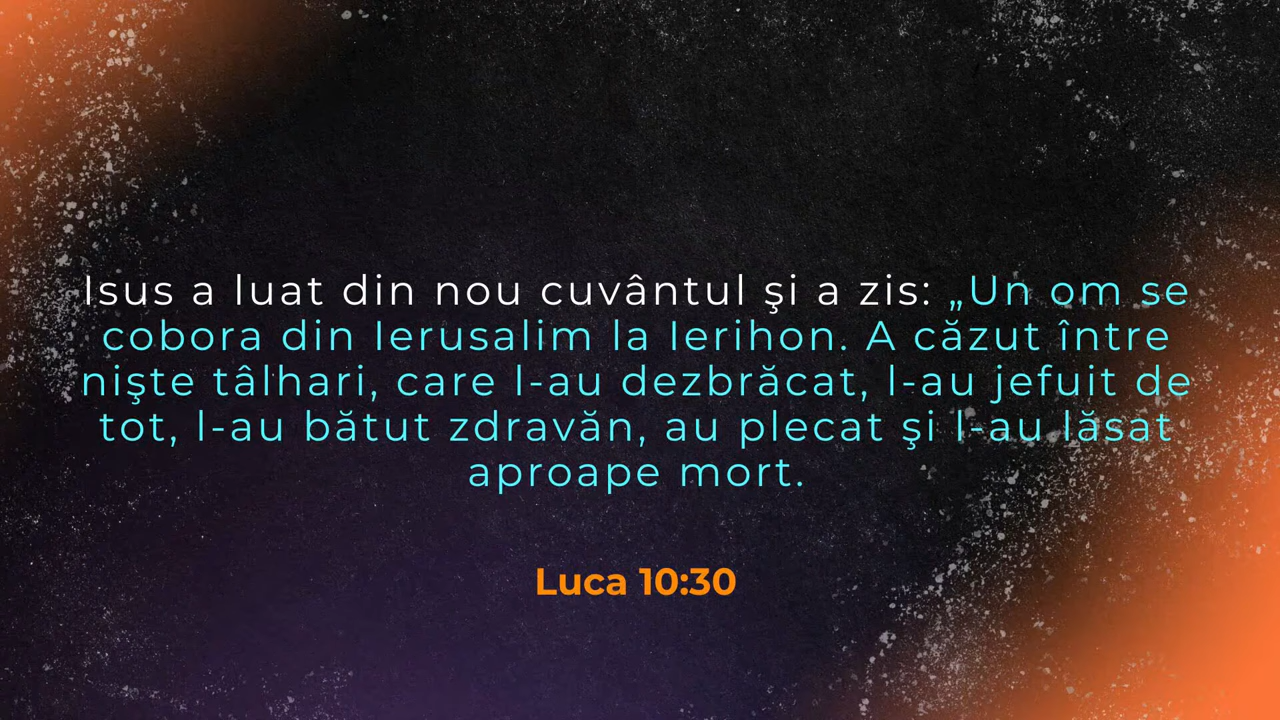 Isus a luat din nou cuvântul şi a zis: „Un om se
cobora din Ierusalim la Ierihon. A căzut între
nişte tâlhari, care l-au dezbrăcat, l-au jefuit de
tot, l-au bătut zdravăn, au plecat şi l-au lăsat
aproape mort.
Luca 10:30